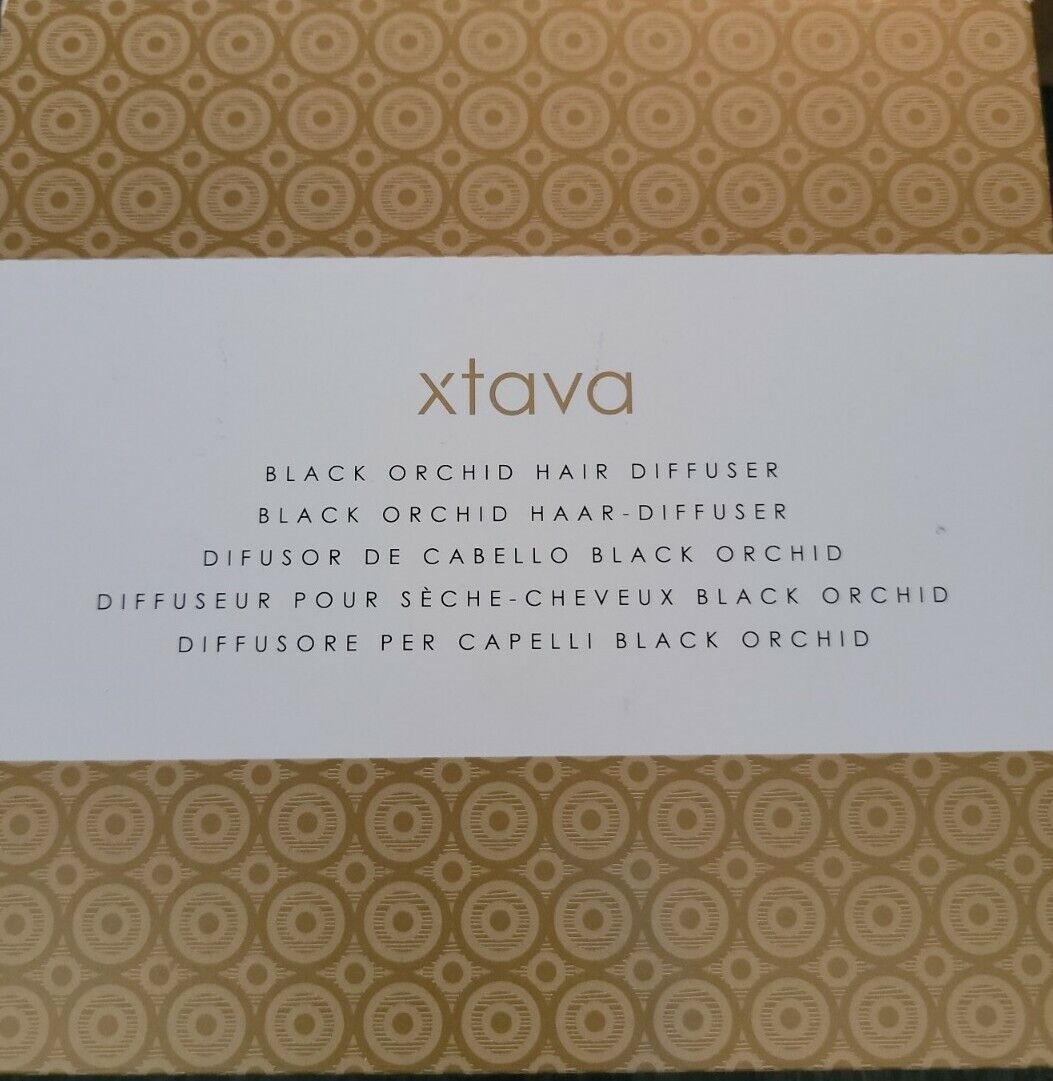 xtava
BLACK ORCHID HAIR DIFFUSER
BLACK ORCHID HAAR-DIFFUSER
DIFUSOR DE CABELLO BLACK ORCHID
DIFFUSEUR POUR SÈCHE-CHEVEUX BLACK ORCHID
DIFFUSORE PER CAPELLI BLACK ORCHID